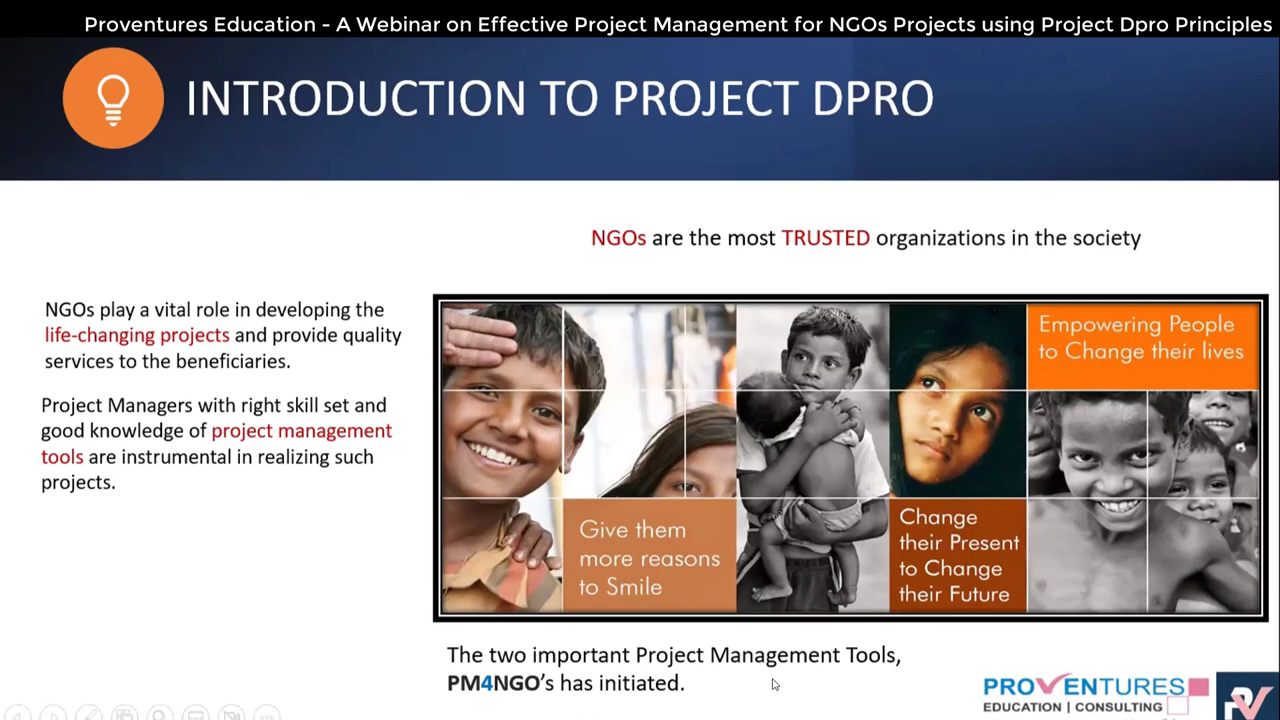 Proventures Education - A Webinar on Effective Project Management for NGOs Projects using Project Dpro Principles
INTRODUCTION TO PROJECT DPRO
NGOs are the most TRUSTED organizations in the society
NGOs play a vital role in developing the
life-changing projects and provide quality
services to the beneficiaries.
Project Managers with right skill set and
good knowledge of project management
tools are instrumental in realizing such
projects.
Empowering People
to Change their lives
Give them
more reasons
to Smile
Change
their Present
to Change
their Future
The two important Project Management Tools,
PM4NGO's has initiated.
PROVENTURES
EDUCATION | CONSULTING
PV